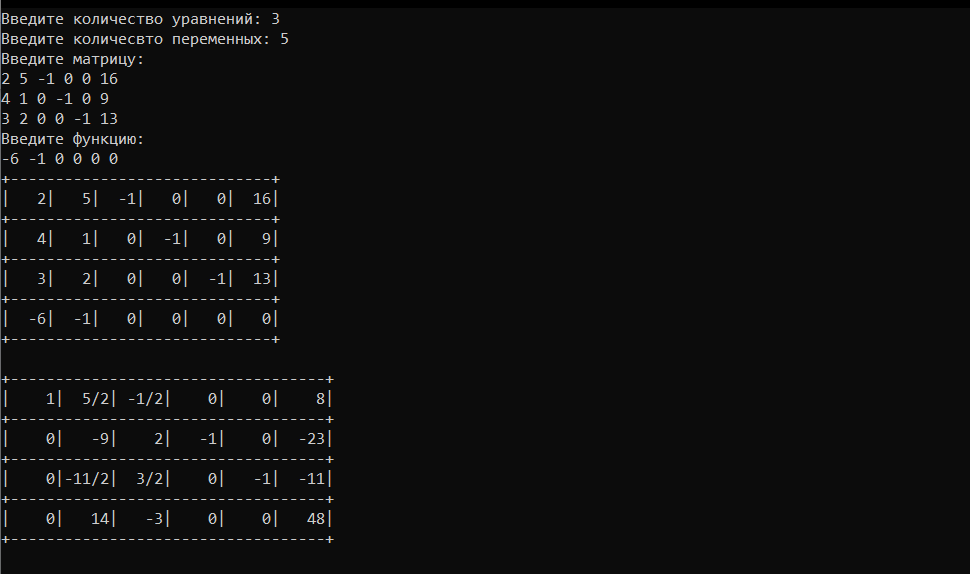 Введите количество уравнений: 3
Введите количесвто переменных: 5
Введите матрицу:
2 5 -1 0 0 16
4 1 0 -1 0 9
3 2 0 0 -1 13
Введите функцию:
-6 -1 0 0 0 0
+-----------------------------+
|   2|   5|  -1|   0|   0|  16|
+-----------------------------+
|   4|   1|   0|  -1|   0|   9|
+-----------------------------+
|   3|   2|   0|   0|  -1|  13|
+-----------------------------+
|  -6|  -1|   0|   0|   0|   0|
+-----------------------------+
+-----------------------------------+
|    1|  5/2| -1/2|    0|    0|    8|
+-----------------------------------+
|    0|   -9|    2|   -1|    0|  -23|
+-----------------------------------+
|    0|-11/2|  3/2|    0|   -1|  -11|
+-----------------------------------+
|    0|   14|   -3|    0|    0|   48|
+-----------------------------------+